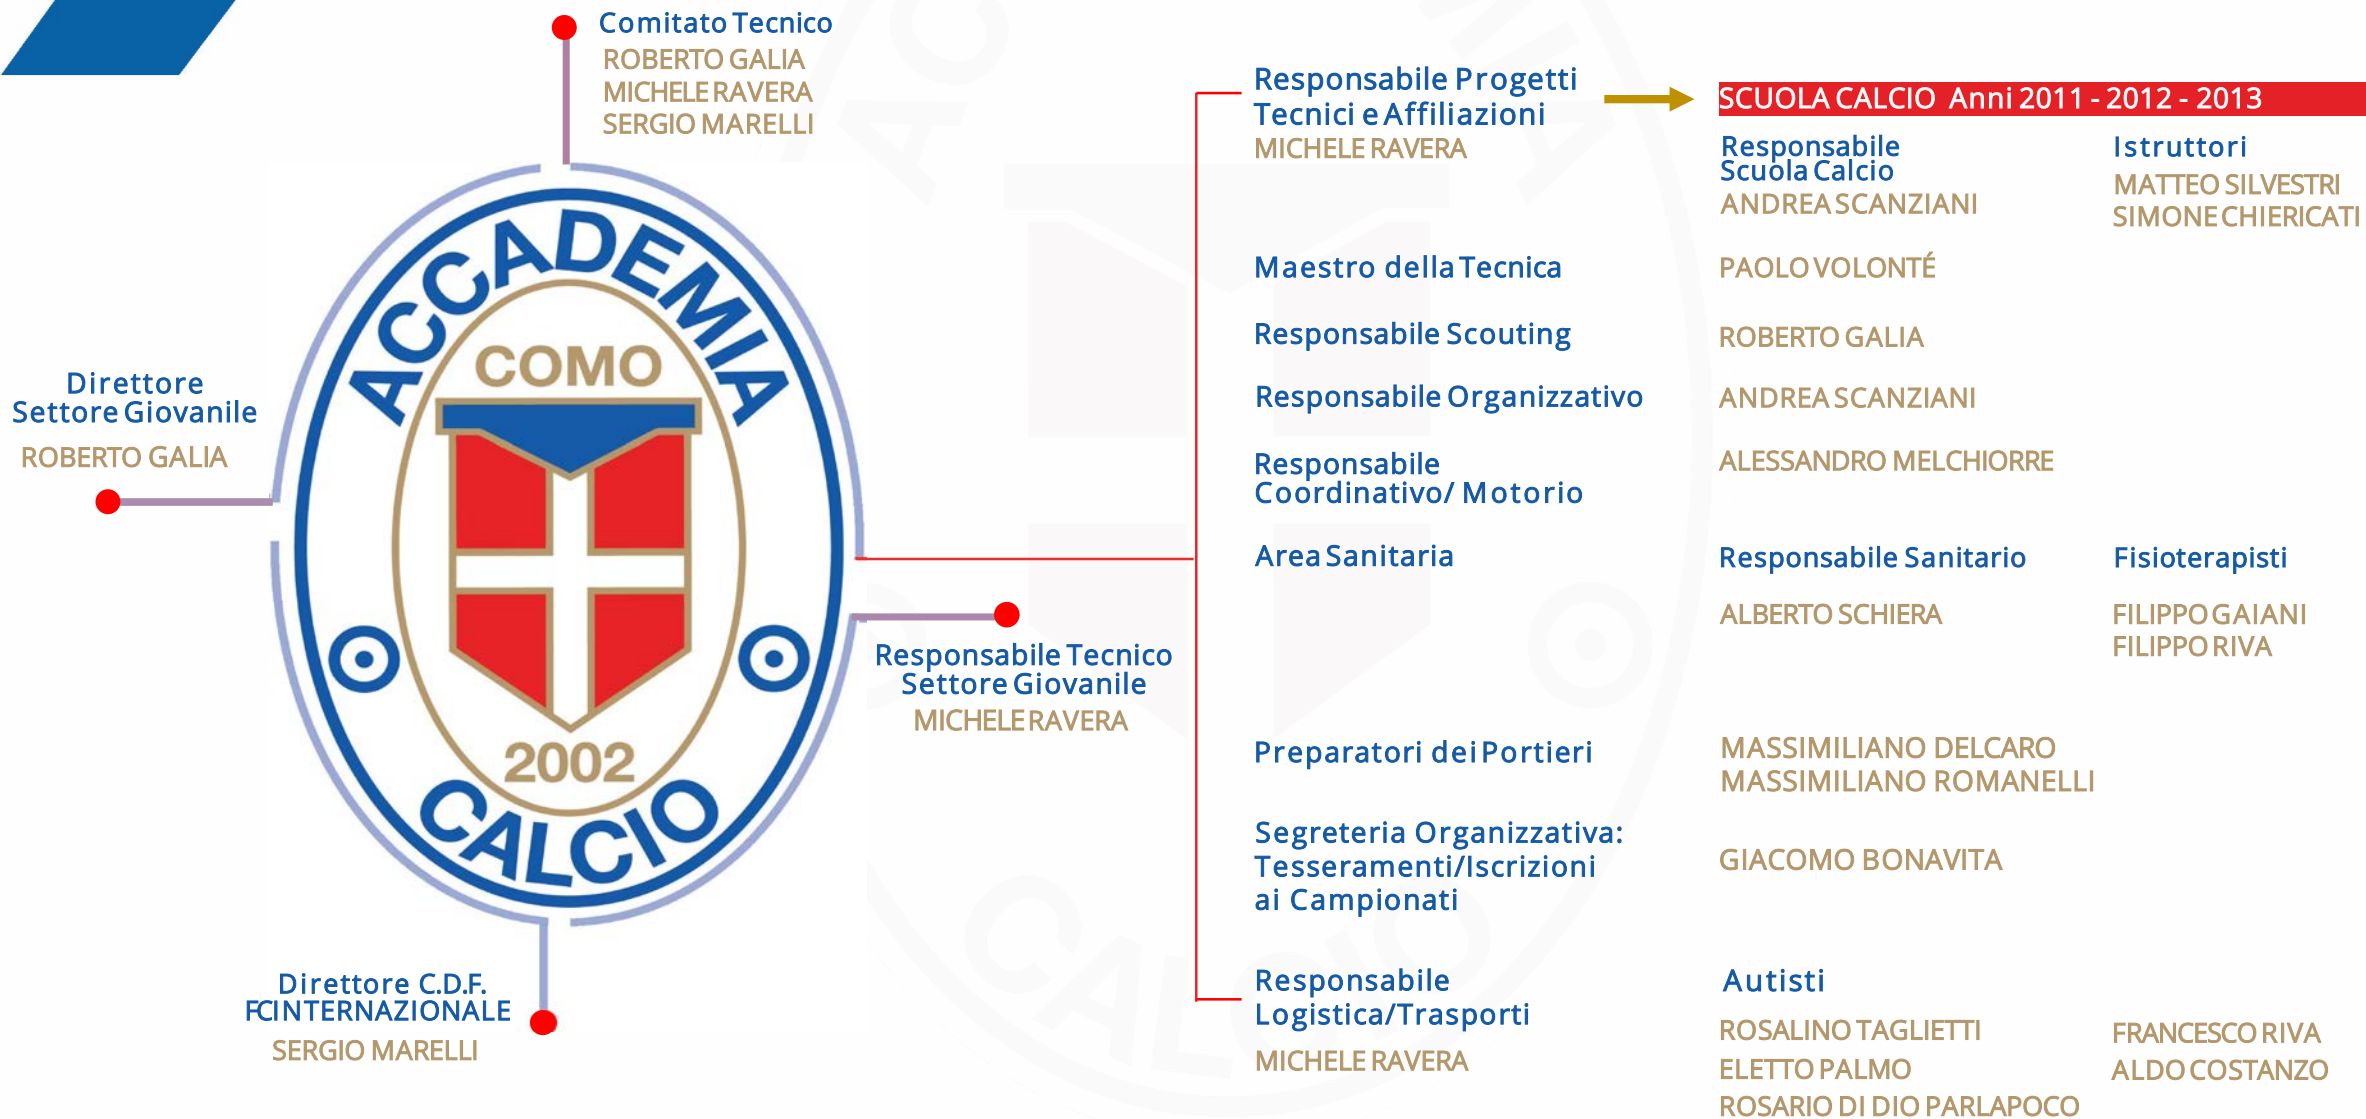 Comitato Tecnico
ROBERTO GALIA
MICHELE RAVERA
SERGIO MARELLI
Direttore
Settore Giovanile
ROBERTO GALIA
ACCADEMIA
COMO
2002
CALCIO
Responsabile Tecnico
Settore Giovanile
MICHELE RAVERA
Direttore C.D.F.
FC INTERNAZIONALE
SERGIO MARELLI
Responsabile Progetti
Tecnici e Affiliazioni
MICHELE RAVERA
SCUOLA CALCIO Anni 2011 - 2012 - 2013
Responsabile
Scuola Calcio
ANDREA SCANZIANI
Istruttori
MATTEO SILVESTRI
SIMONE CHIERICATI
Maestro della Tecnica
PAOLO VOLONTÉ
Responsabile Scouting
ROBERTO GALIA
Responsabile Organizzativo
ANDREA SCANZIANI
Responsabile
Coordinativo/ Motorio
ALESSANDRO MELCHIORRE
Area Sanitaria
Responsabile Sanitario
ALBERTO SCHIERA
Fisioterapisti
FILIPPO GAIANI
FILIPPO RIVA
Preparatori dei Portieri
MASSIMILIANO DELCARO
MASSIMILIANO ROMANELLI
Segreteria Organizzativa:
Tesseramenti/Iscrizioni
ai Campionati
GIACOMO BONAVITA
Responsabile
Logistica/Trasporti
MICHELE RAVERA
Autisti
ROSALINO TAGLIETTI
ELETTO PALMO
ROSARIO DI DIO PARLAPOCO
FRANCESCO RIVA
ALDO COSTANZO